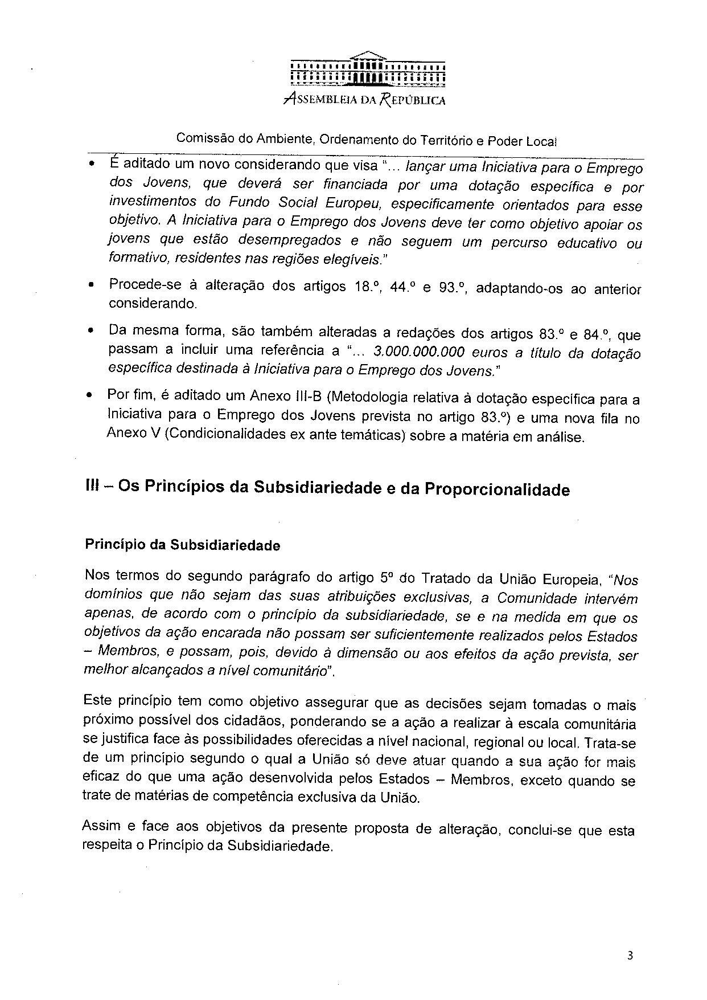 ASSEMBLEIA DA REPÚBLICA
Comissão do Ambiente, Ordenamento do Território e Poder Local
• É aditado um novo considerando que visa “... lançar uma Iniciativa para o Emprego
dos Jovens, que deverá ser financiada por uma dotação específica e por
investimentos do Fundo Social Europeu, especificamente orientados para esse
objetivo. A Iniciativa para o Emprego dos Jovens deve ter como objetivo apoiar os
jovens que estão desempregados e não seguem um percurso educativo ou
formativo, residentes nas regiões elegíveis.”
• Procede-se à alteração dos artigos 18.º, 44.º e 93.º, adaptando-os ao anterior
considerando.
• Da mesma forma, são também alteradas a redações dos artigos 83.º e 84.º, que
passam a incluir uma referência a “... 3.000.000.000 euros a título da dotação
específica destinada à Iniciativa para o Emprego dos Jovens.”
• Por fim, é aditado um Anexo III-B (Metodologia relativa à dotação especifica para a
Iniciativa para o Emprego dos Jovens prevista no artigo 83.º) e uma nova fila no
Anexo V (Condicionalidades ex ante temáticas) sobre a matéria em análise.
III – Os Princípios da Subsidiariedade e da Proporcionalidade
Princípio da Subsidiariedade
Nos termos do segundo parágrafo do artigo 5º do Tratado da União Europeia, “Nos
domínios que não sejam das suas atribuições exclusivas, a Comunidade intervém
apenas, de acordo com o princípio da subsidiariedade, se e na medida em que os
objetivos da ação encarada não possam ser suficientemente realizados pelos Estados
– Membros, e possam, pois, devido à dimensão ou aos efeitos da ação prevista, ser
melhor alcançados a nível comunitário”.
Este princípio tem como objetivo assegurar que as decisões sejam tomadas o mais
próximo possível dos cidadãos, ponderando se a ação a realizar à escala comunitária
se justifica face às possibilidades oferecidas a nível nacional, regional ou local. Trata-se
de um princípio segundo o qual a União só deve atuar quando a sua ação for mais
eficaz do que uma ação desenvolvida pelos Estados – Membros, exceto quando se
trate de matérias de competência exclusiva da União.
Assim e face aos objetivos da presente proposta de alteração, conclui-se que esta
respeita o Princípio da Subsidiariedade.
3